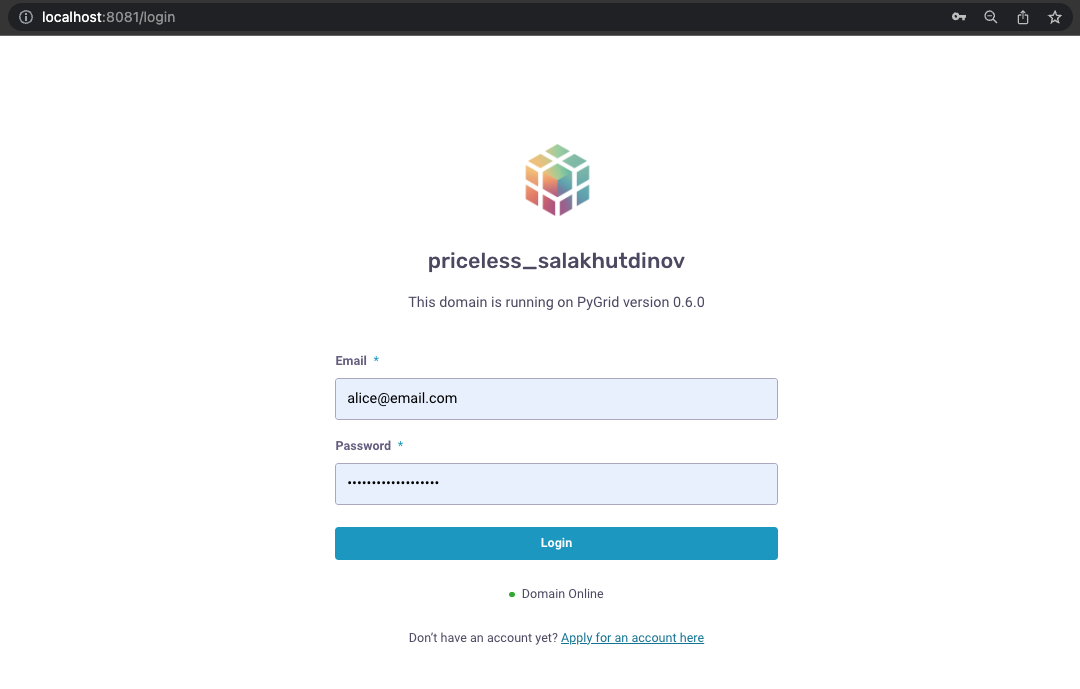 localhost:8081/login
priceless_salakhutdinov
This domain is running on PyGrid version 0.6.0
Email *
alice@email.com
Password *
•••••••••••••••••••
Login
Domain Online
Don’t have an account yet? Apply for an account here